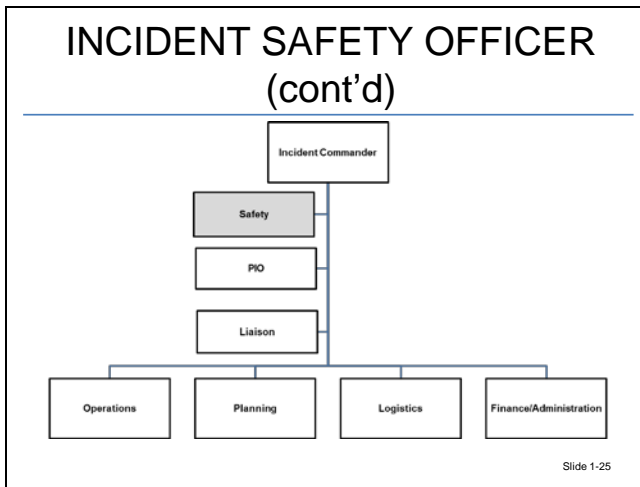 INCIDENT SAFETY OFFICER
(cont’d)
Incident Commander
Safety
PIO
Liaison
Operations
Planning
Logistics
Finance/Administration
Slide 1-25